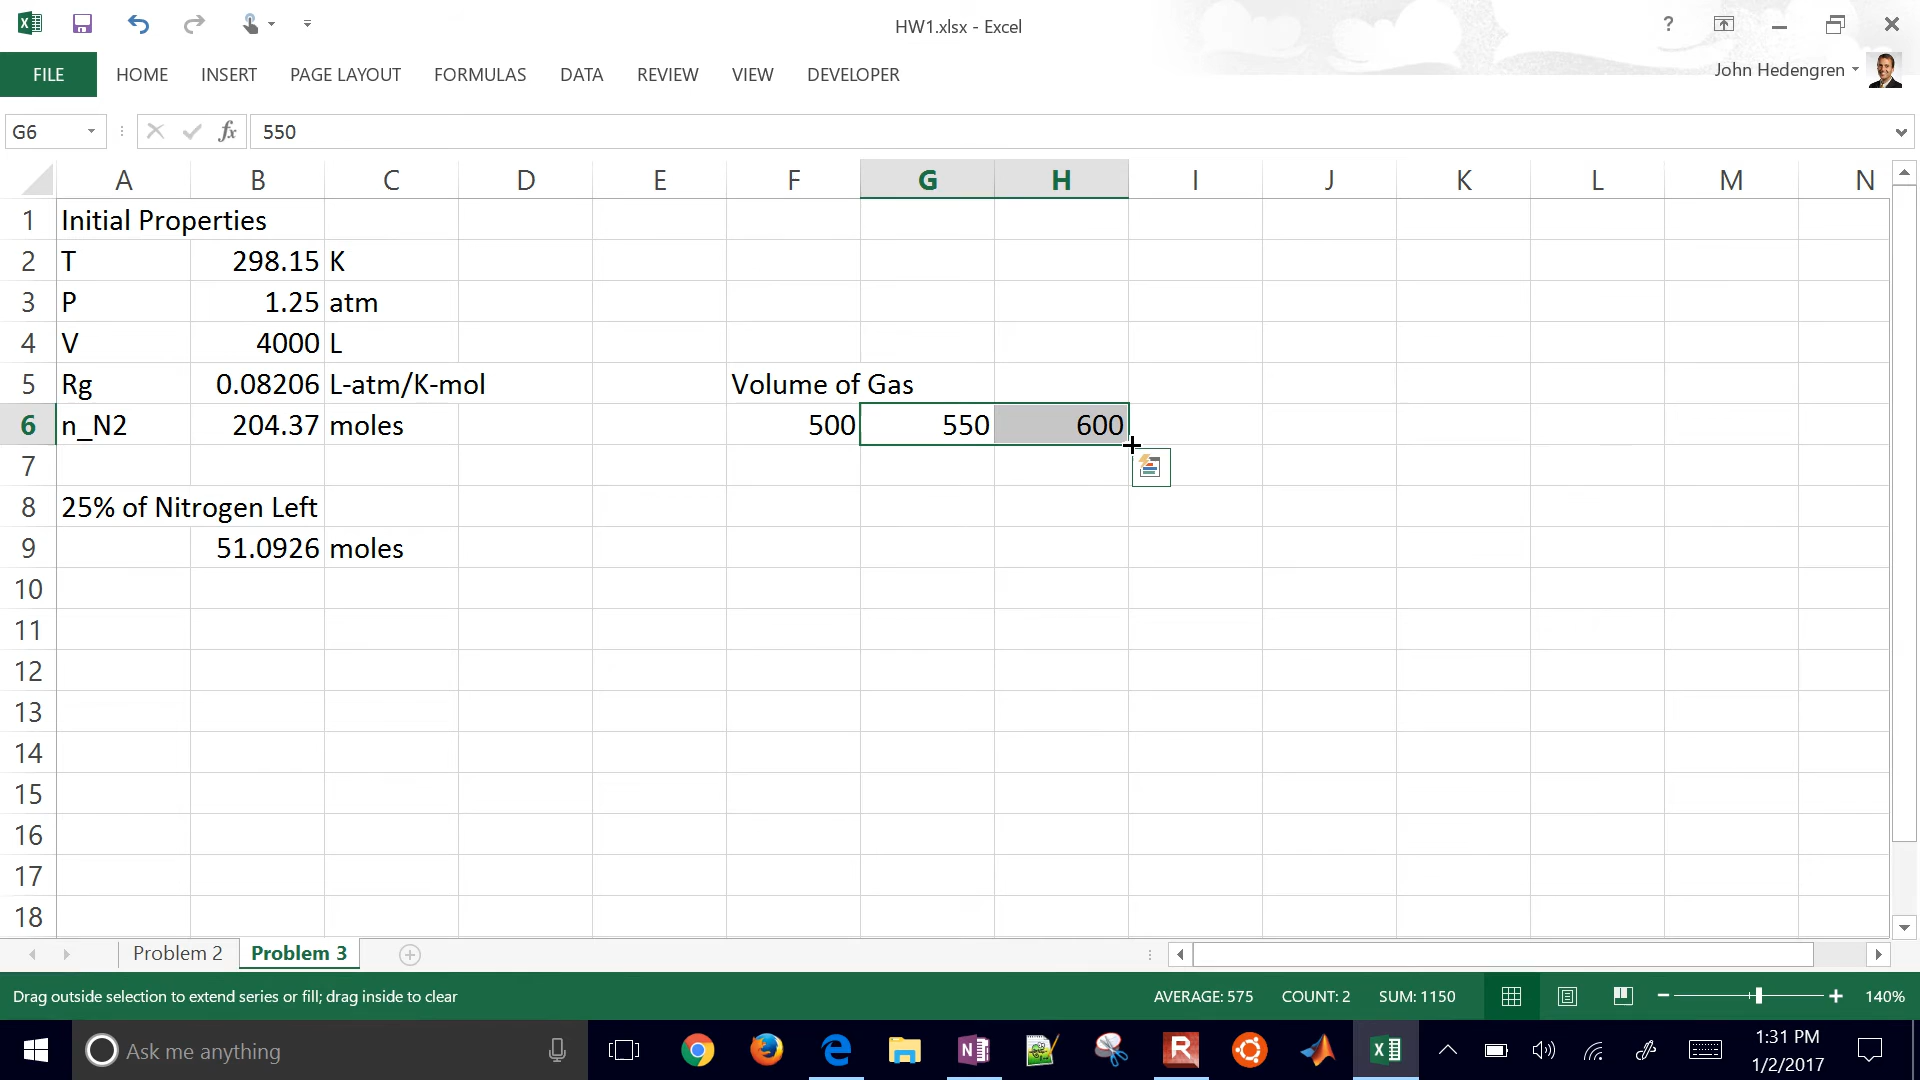 HW1.xlsx - Excel
?
FILE
HOME
INSERT
PAGE LAYOUT
FORMULAS
DATA
REVIEW
VIEW
DEVELOPER
John Hedengren
G6
fx
550
A B C D E F G H I J K L M N
1 Initial Properties
2 T 298.15 K
3 P 1.25 atm
4 V 4000 L
5 Rg 0.08206 L-atm/K-mol Volume of Gas
6 n_N2 204.37 moles 500 550 600
7
8 25% of Nitrogen Left
9 51.0926 moles
10
11
12
13
14
15
16
17
18
Problem 2
Problem 3
Drag outside selection to extend series or fill; drag inside to clear
AVERAGE: 575
COUNT: 2
SUM: 1150
140%
Ask me anything
1:31 PM
1/2/2017